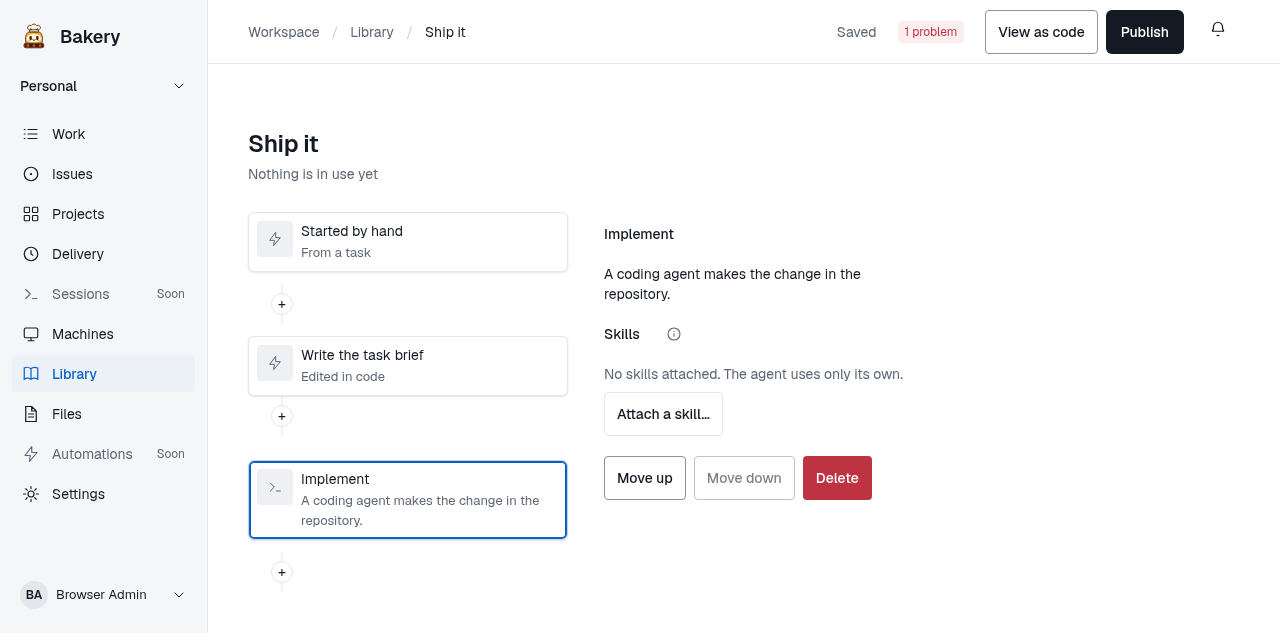 Bakery
Personal
Work
Issues
Projects
Delivery
Sessions Soon
Machines
Library
Files
Automations Soon
Settings
BA Browser Admin
Workspace / Library / Ship it
Saved
1 problem
View as code
Publish
Ship it
Nothing is in use yet
Started by hand
From a task
+
Write the task brief
Edited in code
+
Implement
A coding agent makes the change in the
repository.
+
Implement
A coding agent makes the change in the
repository.
Skills
No skills attached. The agent uses only its own.
Attach a skill...
Move up
Move down
Delete